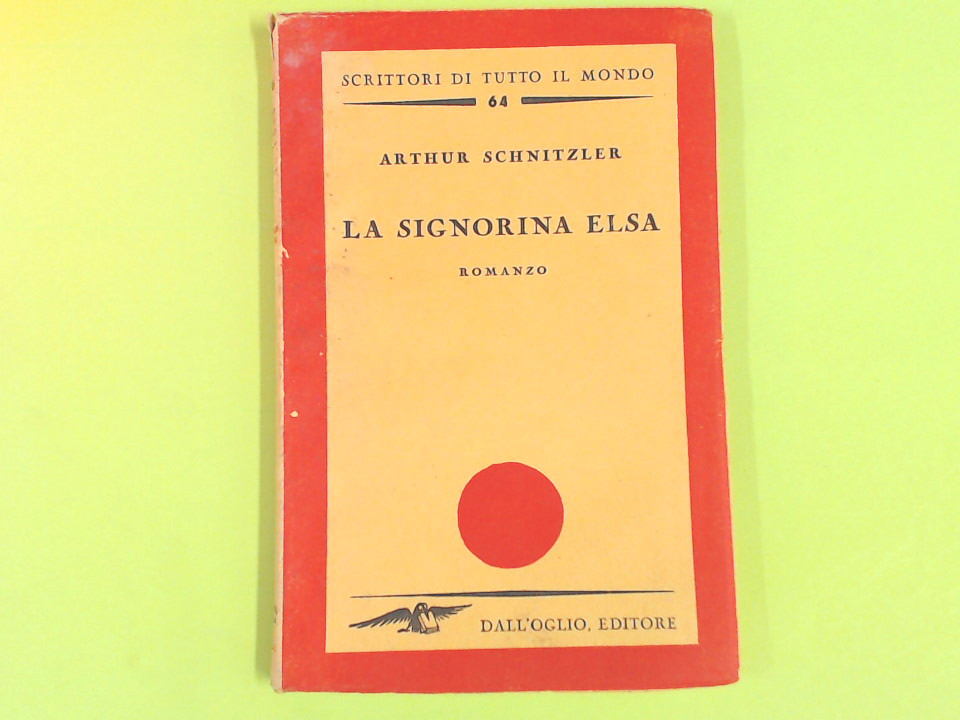 SCRITTORI DI TUTTO IL MONDO
64
ARTHUR SCHNITZLER
LA SIGNORINA ELSA
ROMANZO
DALL'OGLIO, EDITORE